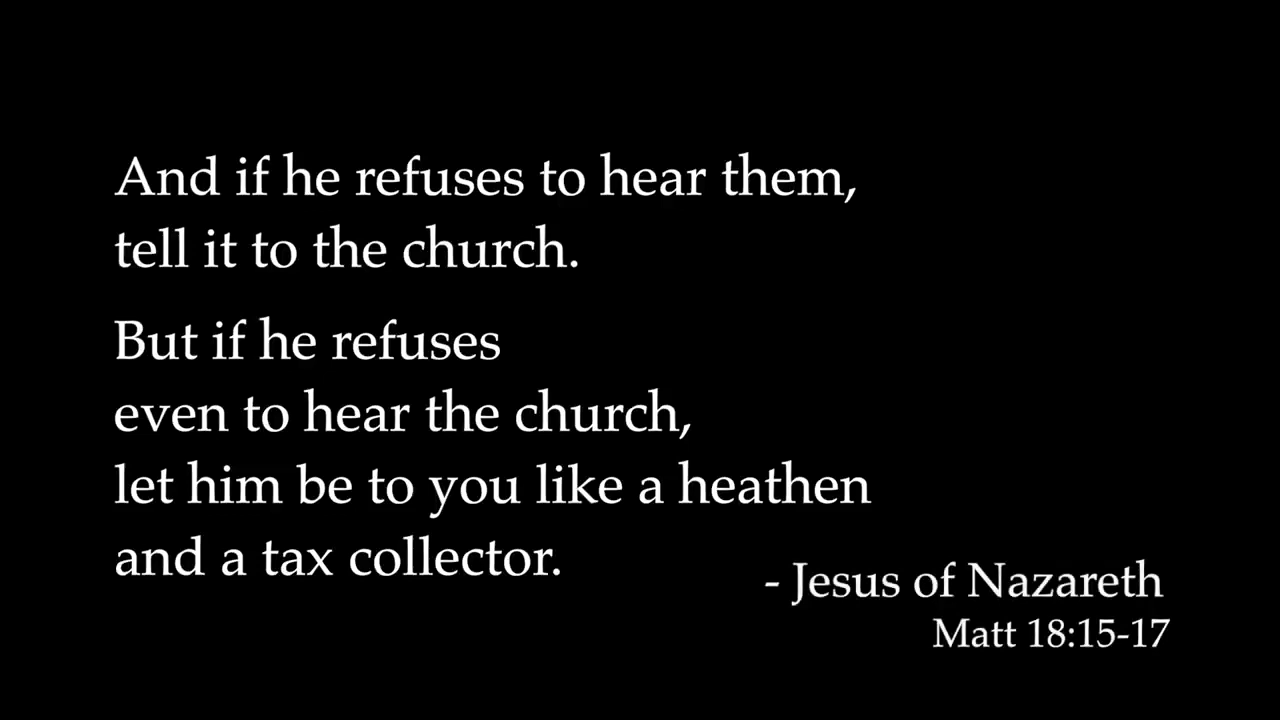 And if he refuses to hear them,
tell it to the church.
But if he refuses
even to hear the church,
let him be to you like a heathen
and a tax collector.
- Jesus of Nazareth
Matt 18:15-17